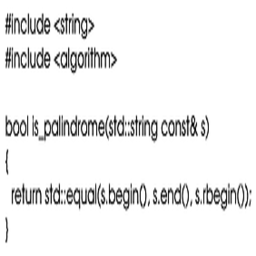 #include <string>
#include <algorithm>

bool is_palindrome(std::string const& s)
{
  return std::equal(s.begin(), s.end(), s.rbegin());
}